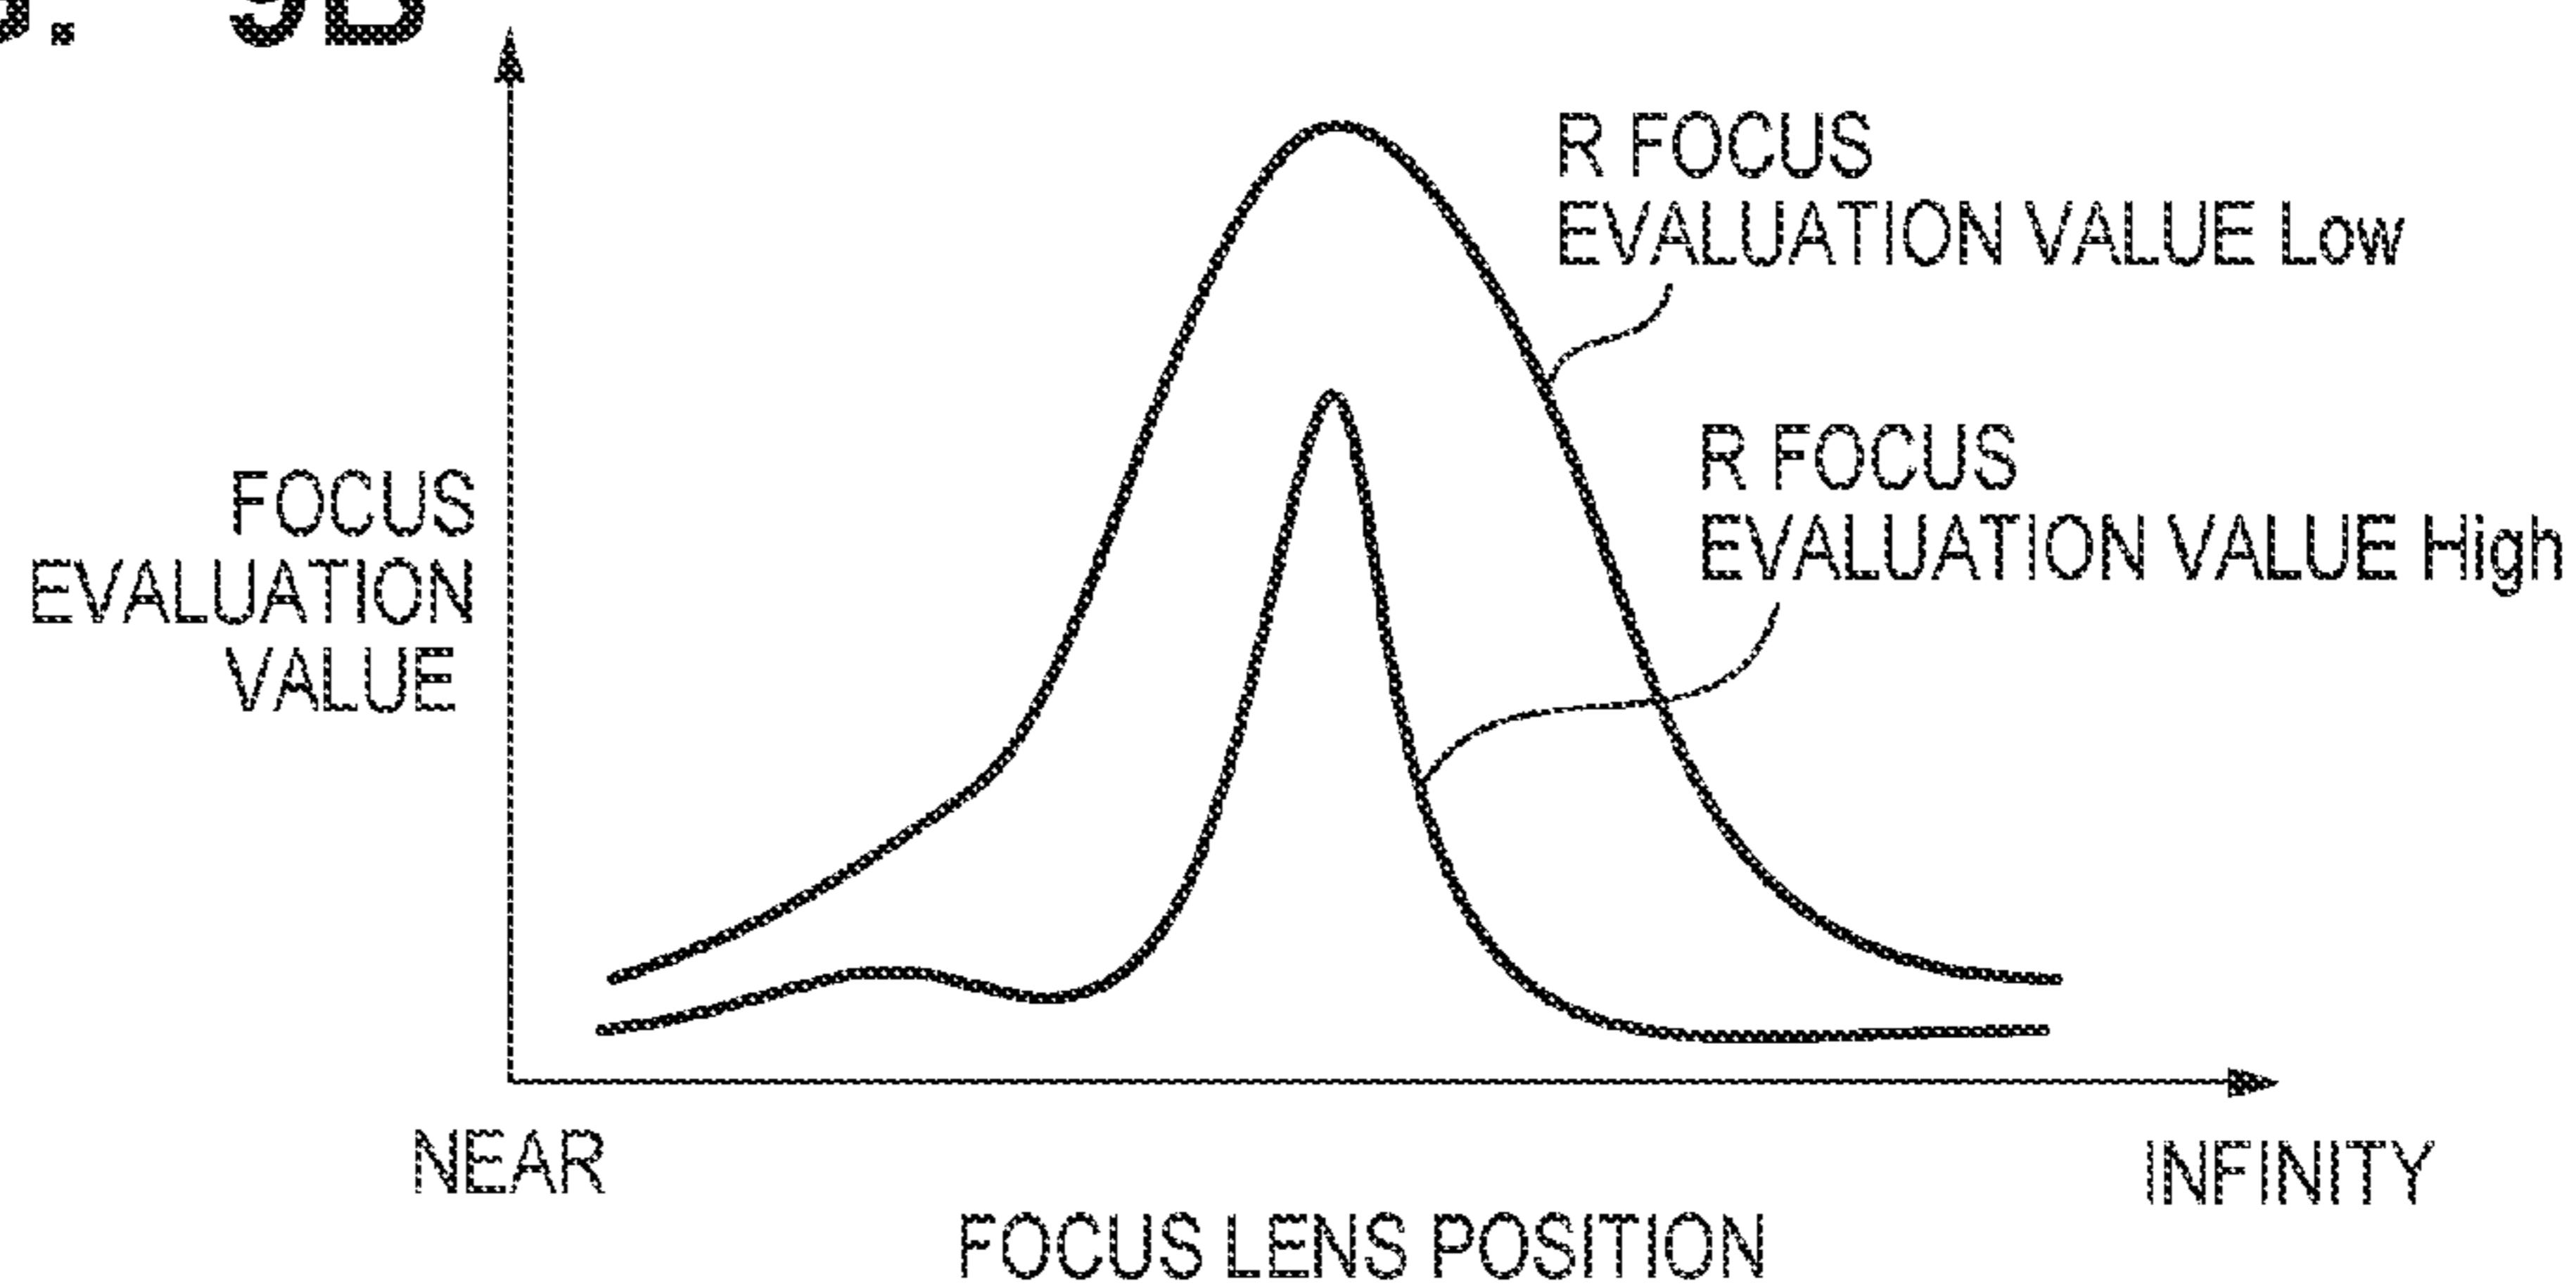 R FOCUS
EVALUATION VALUE Low
R FOCUS
EVALUATION VALUE High
FOCUS
EVALUATION
VALUE
NEAR
INFINITY
FOCUS LENS POSITION